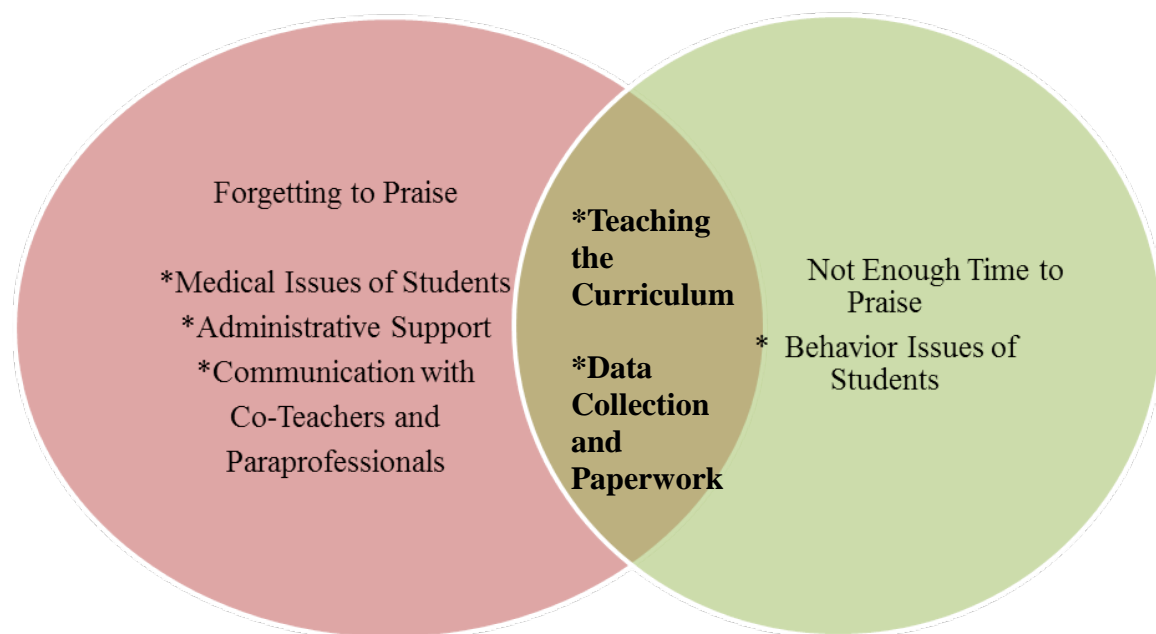 Forgetting to Praise
*Medical Issues of Students
*Administrative Support
*Communication with
Co-Teachers and
Paraprofessionals
*Teaching
the
Curriculum
*Data
Collection
and
Paperwork
Not Enough Time to
Praise
* Behavior Issues of
Students